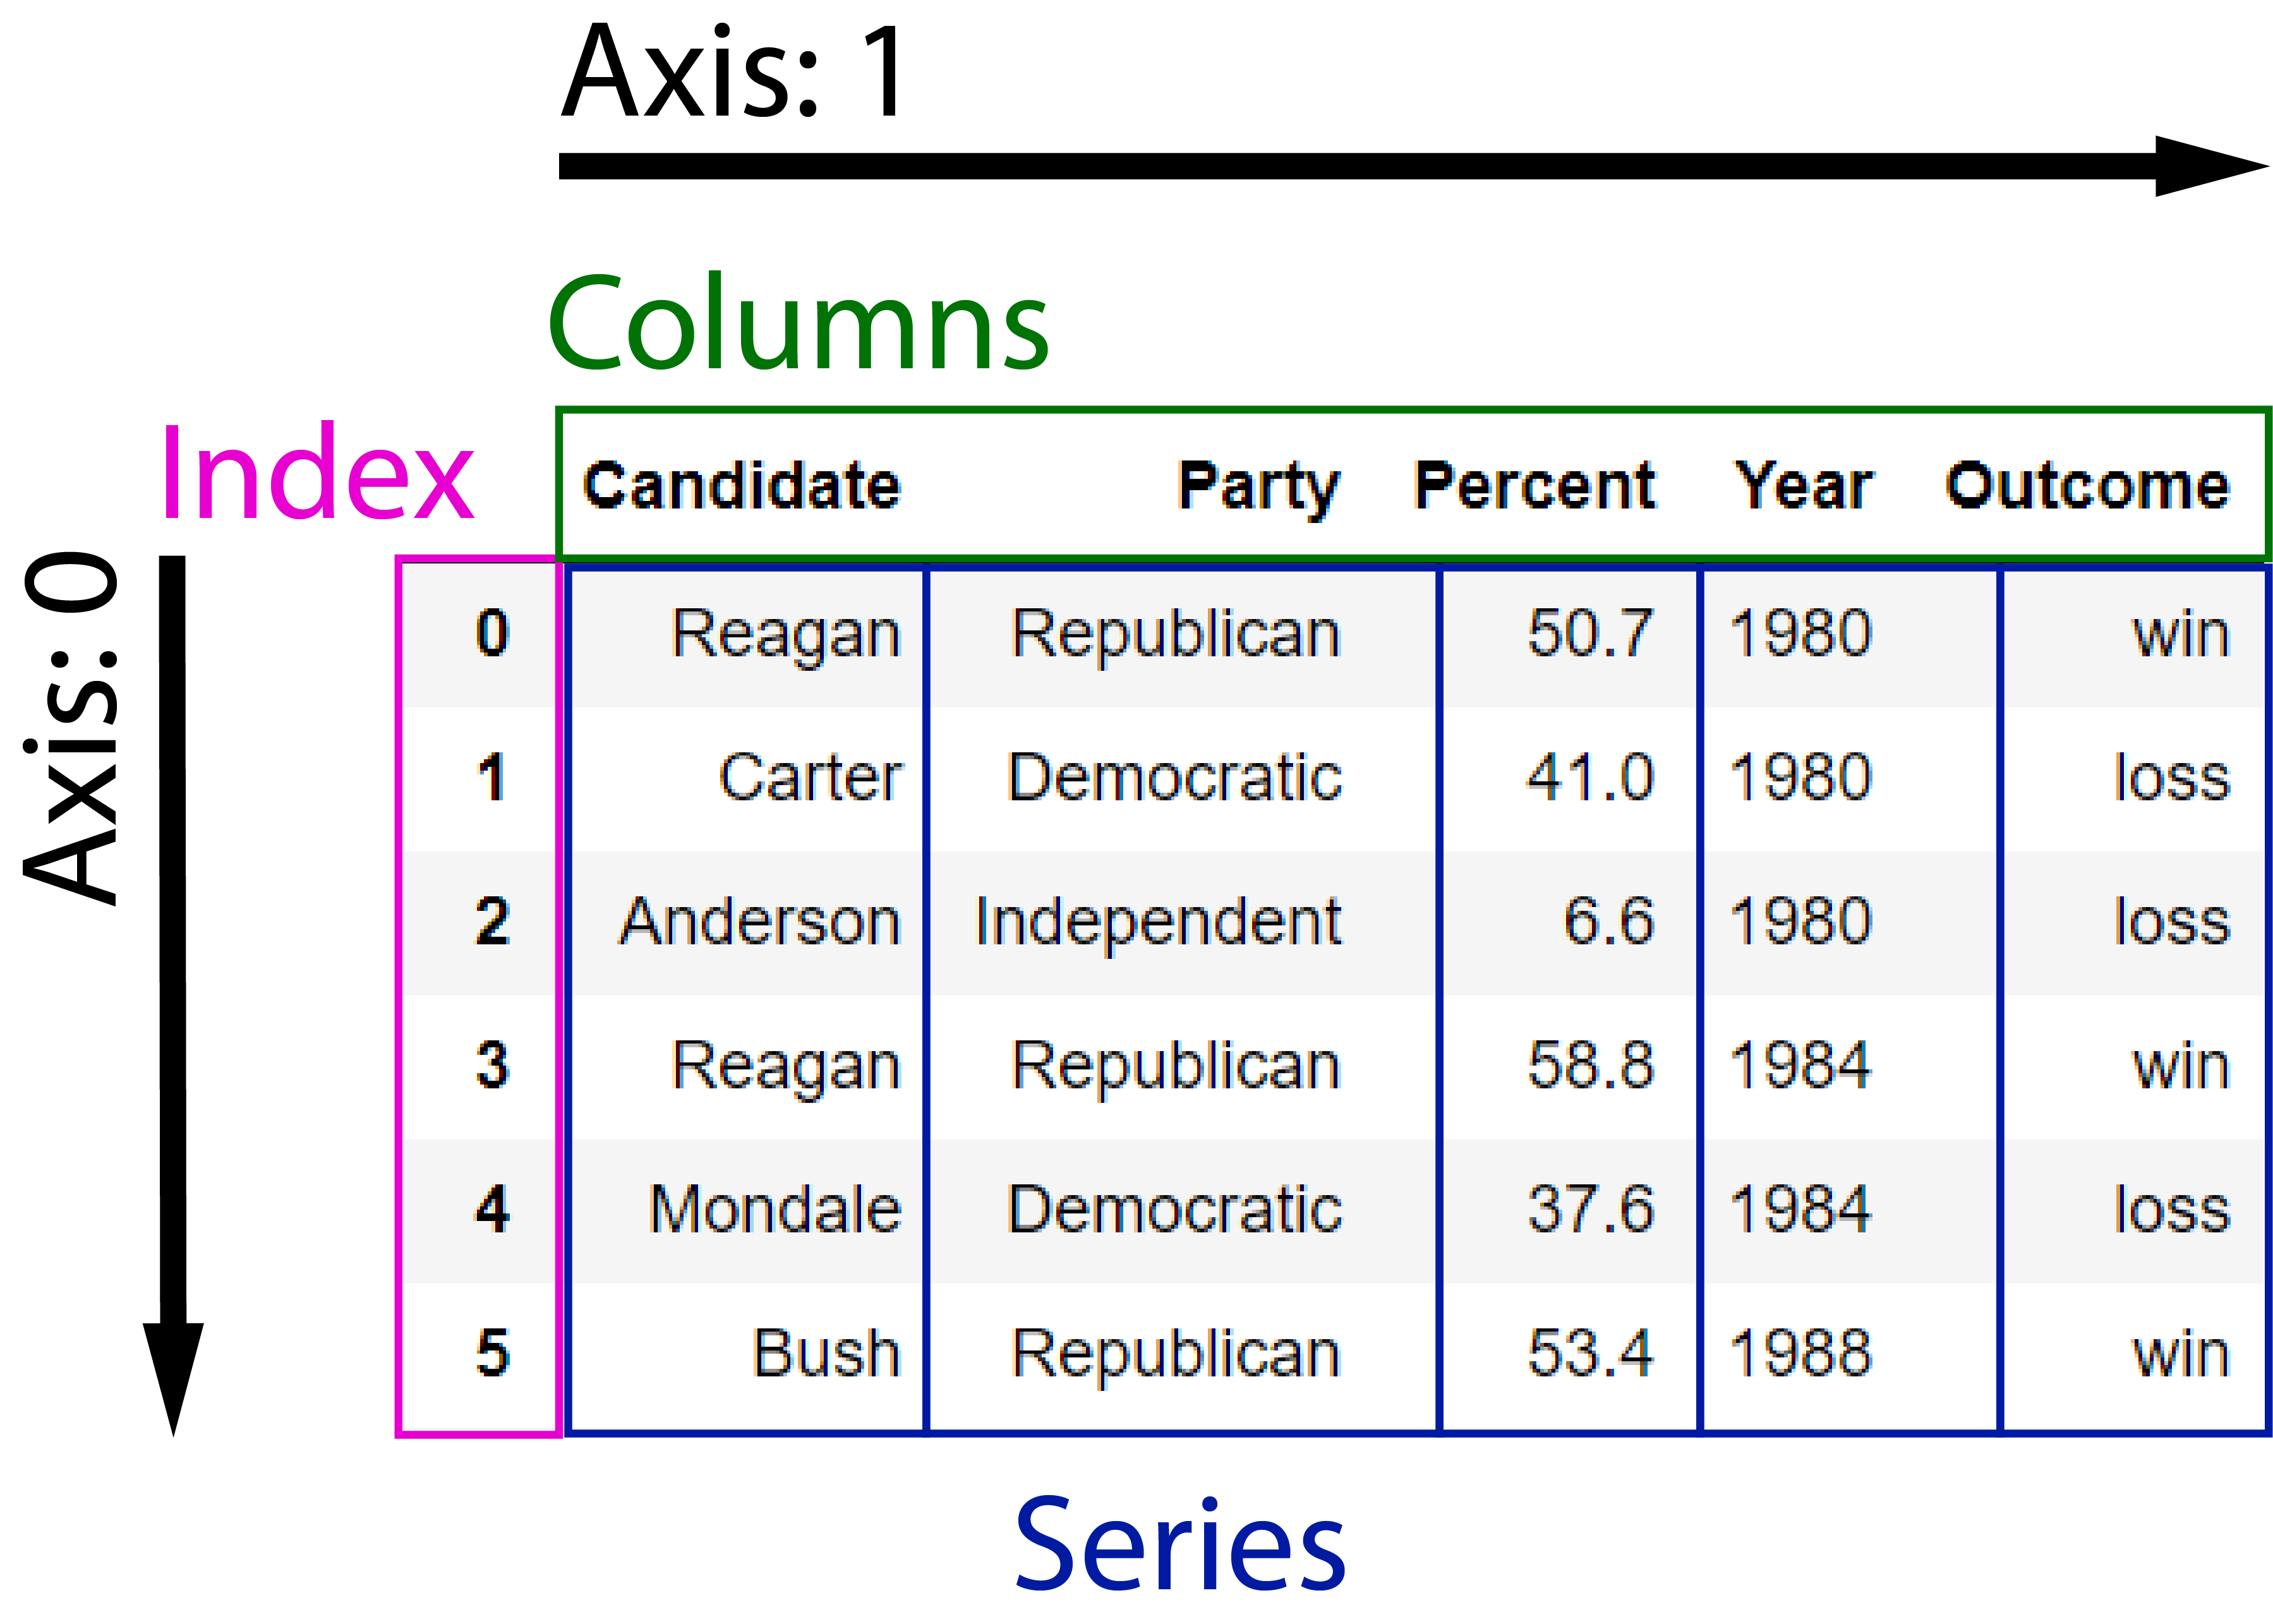 Axis: 1
Columns
Index
Axis: 0
Candidate Party Percent Year Outcome
0 Reagan Republican 50.7 1980 win
1 Carter Democratic 41.0 1980 loss
2 Anderson Independent 6.6 1980 loss
3 Reagan Republican 58.8 1984 win
4 Mondale Democratic 37.6 1984 loss
5 Bush Republican 53.4 1988 win
Series